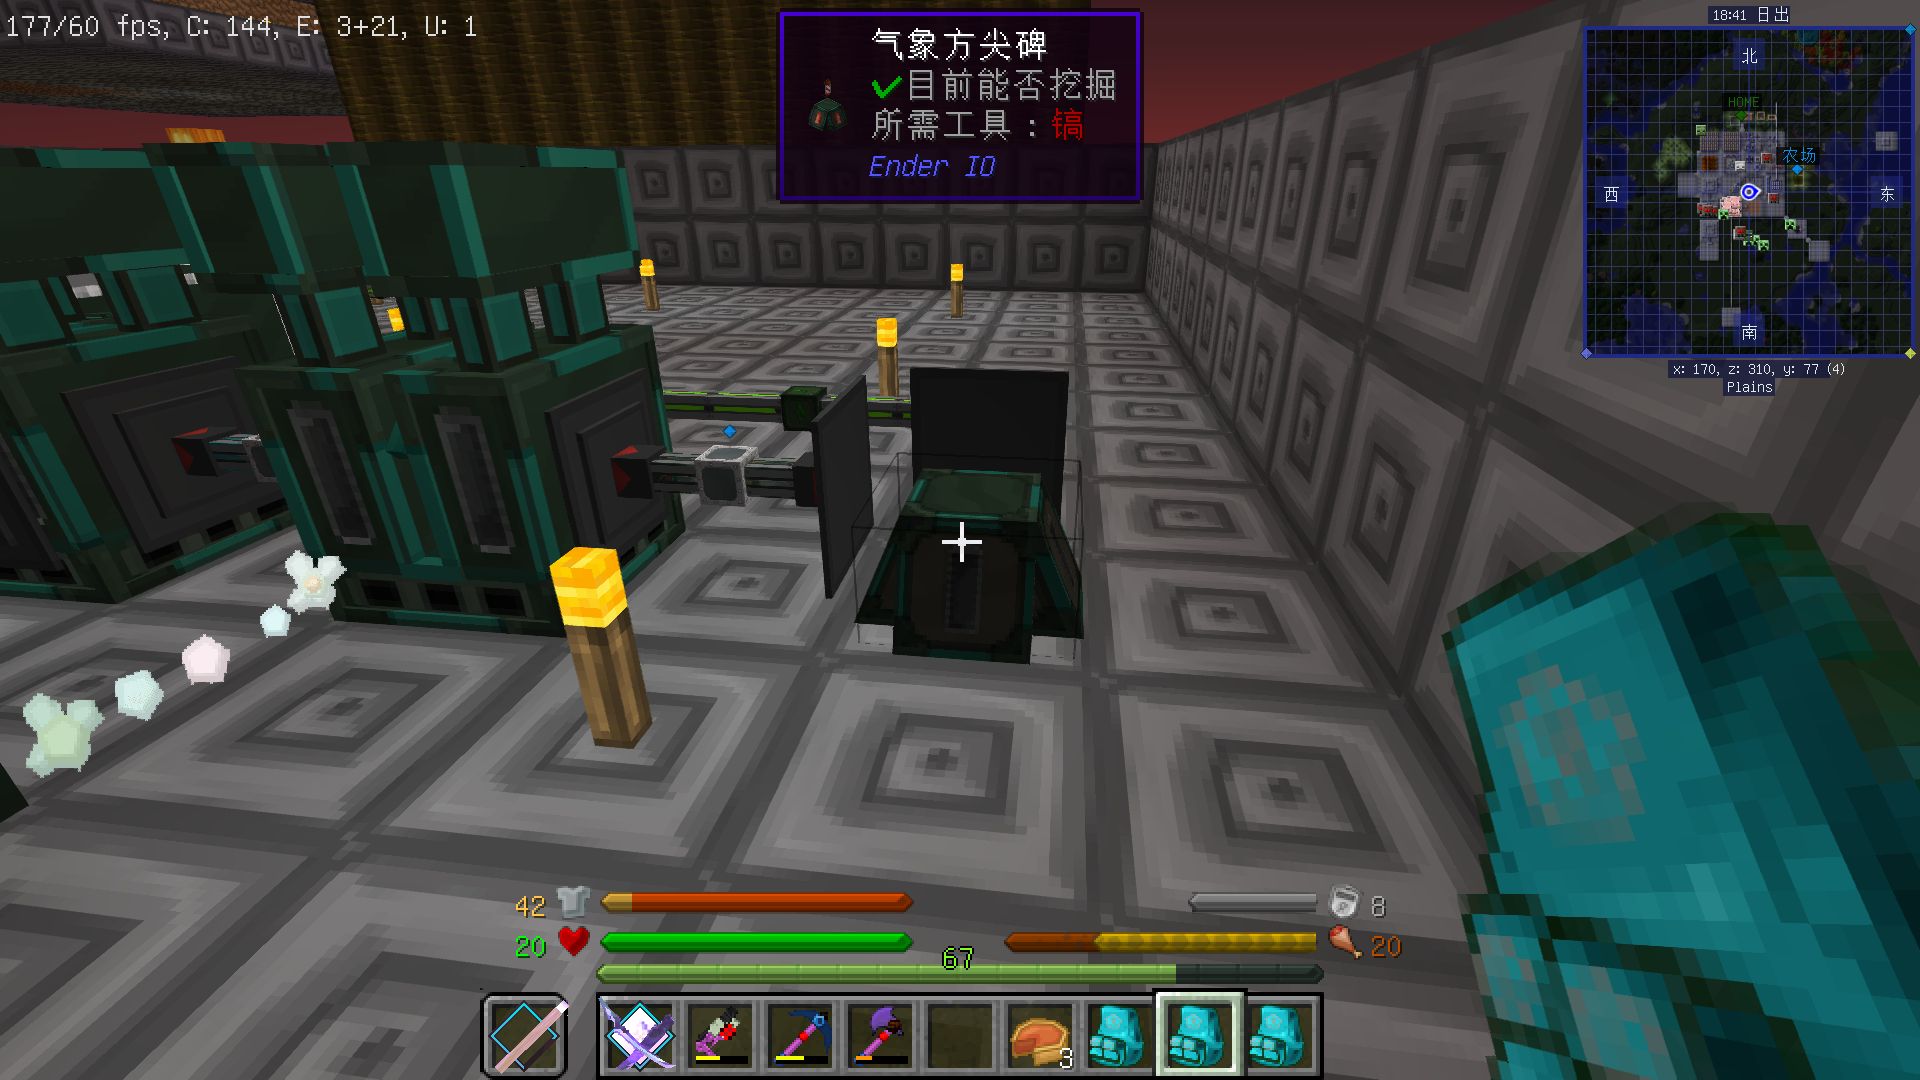 177/60 fps, C: 144, E: 3+21, U: 1
气象方尖碑
目前能否挖掘
所需工具：镐
Ender IO
18:41 日出
北
HOME
农场
西
东
南
x: 170, z: 310, y: 77 (4)
Plains
42
8
20
20
67
3